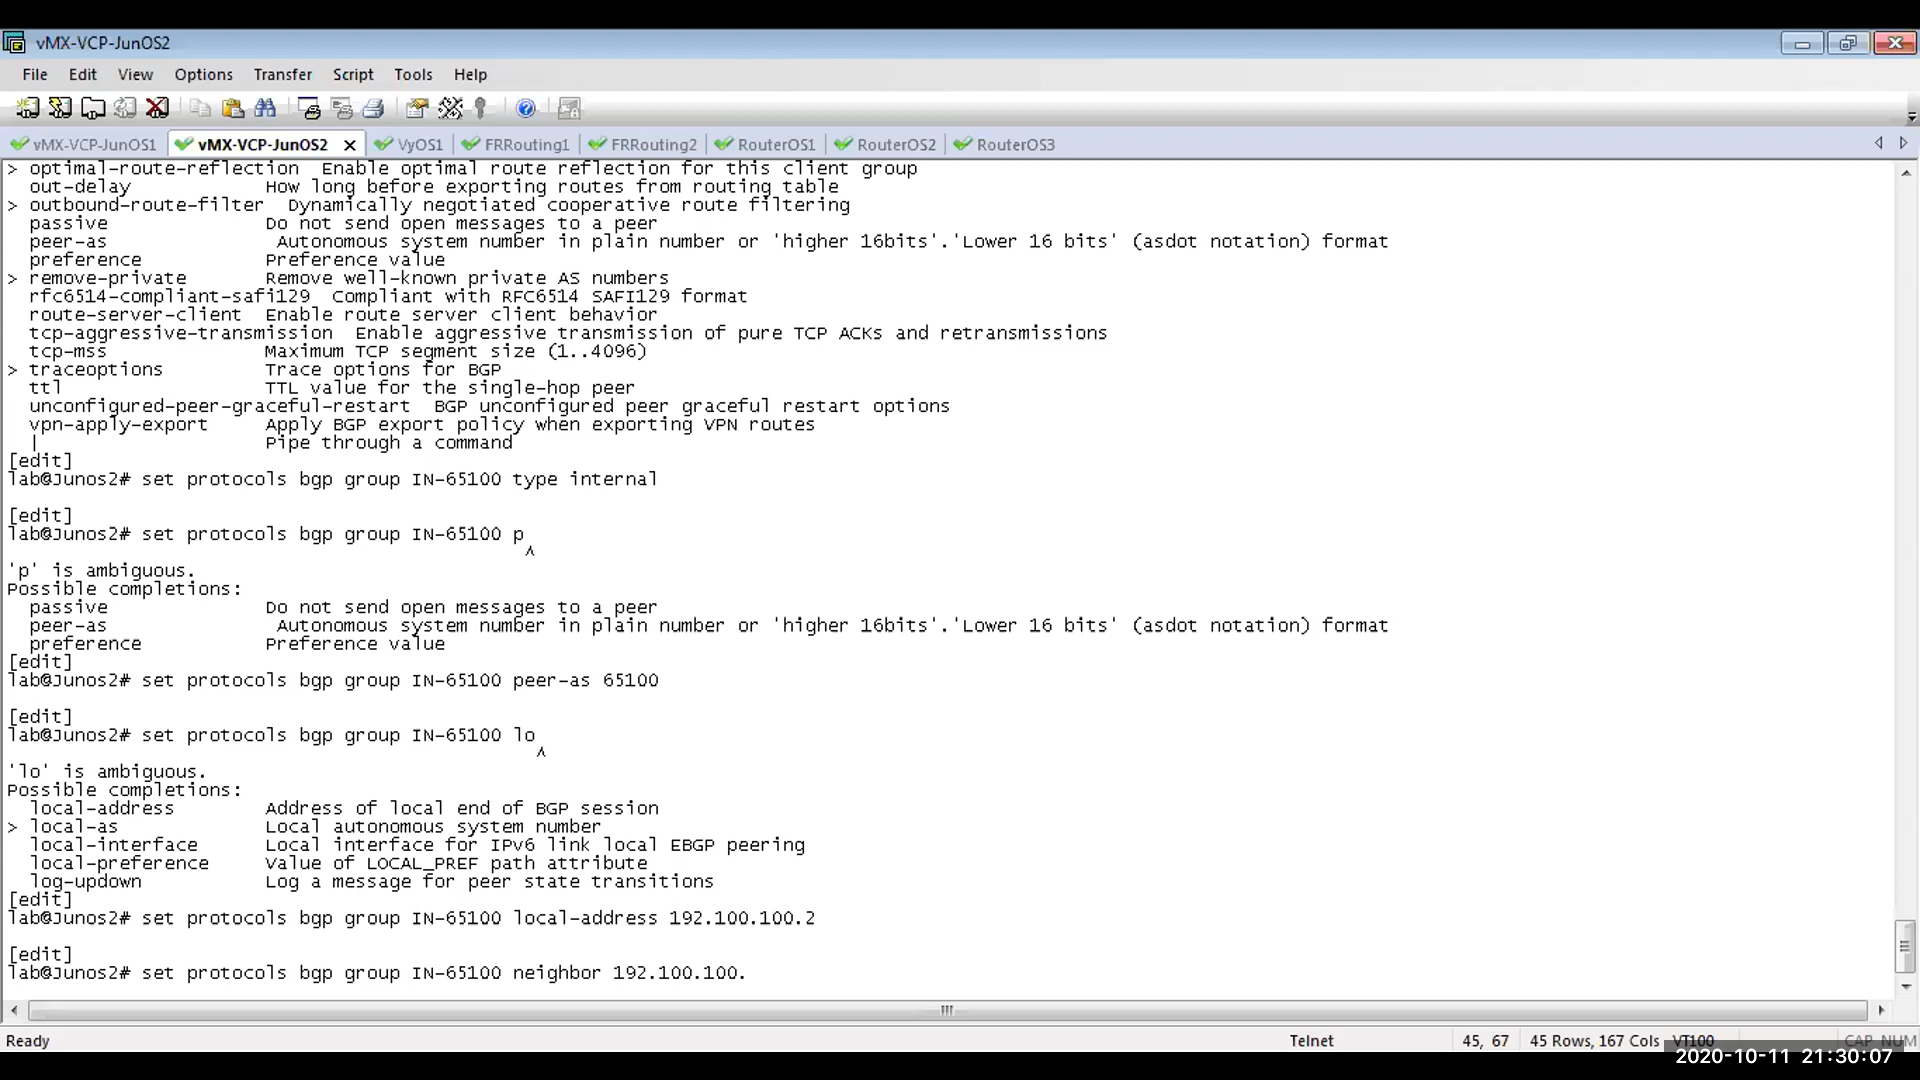 vMX-VCP-JunOS2
File Edit View Options Transfer Script Tools Help
vMX-VCP-JunOS1 vMX-VCP-JunOS2 VyOS1 FRRouting1 FRRouting2 RouterOS1 RouterOS2 RouterOS3
> optimal-route-reflection  Enable optimal route reflection for this client group
  out-delay            How long before exporting routes from routing table
> outbound-route-filter  Dynamically negotiated cooperative route filtering
  passive              Do not send open messages to a peer
  peer-as               Autonomous system number in plain number or 'higher 16bits'.'Lower 16 bits' (asdot notation) format
  preference           Preference value
> remove-private       Remove well-known private AS numbers
  rfc6514-compliant-safi129  Compliant with RFC6514 SAFI129 format
  route-server-client  Enable route server client behavior
  tcp-aggressive-transmission  Enable aggressive transmission of pure TCP ACKs and retransmissions
  tcp-mss              Maximum TCP segment size (1..4096)
> traceoptions         Trace options for BGP
  ttl                  TTL value for the single-hop peer
  unconfigured-peer-graceful-restart  BGP unconfigured peer graceful restart options
  vpn-apply-export     Apply BGP export policy when exporting VPN routes
  |                    Pipe through a command
[edit]
lab@Junos2# set protocols bgp group IN-65100 type internal
[edit]
lab@Junos2# set protocols bgp group IN-65100 p
^
'p' is ambiguous.
Possible completions:
  passive              Do not send open messages to a peer
  peer-as               Autonomous system number in plain number or 'higher 16bits'.'Lower 16 bits' (asdot notation) format
  preference           Preference value
[edit]
lab@Junos2# set protocols bgp group IN-65100 peer-as 65100
[edit]
lab@Junos2# set protocols bgp group IN-65100 lo
^
'lo' is ambiguous.
Possible completions:
  local-address        Address of local end of BGP session
> local-as             Local autonomous system number
  local-interface      Local interface for IPv6 link local EBGP peering
  local-preference     Value of LOCAL_PREF path attribute
  log-updown           Log a message for peer state transitions
[edit]
lab@Junos2# set protocols bgp group IN-65100 local-address 192.100.100.2
[edit]
lab@Junos2# set protocols bgp group IN-65100 neighbor 192.100.100.
Ready Telnet 45, 67 45 Rows, 167 Cols VT100 CAP NUM
2020-10-11 21:30:07